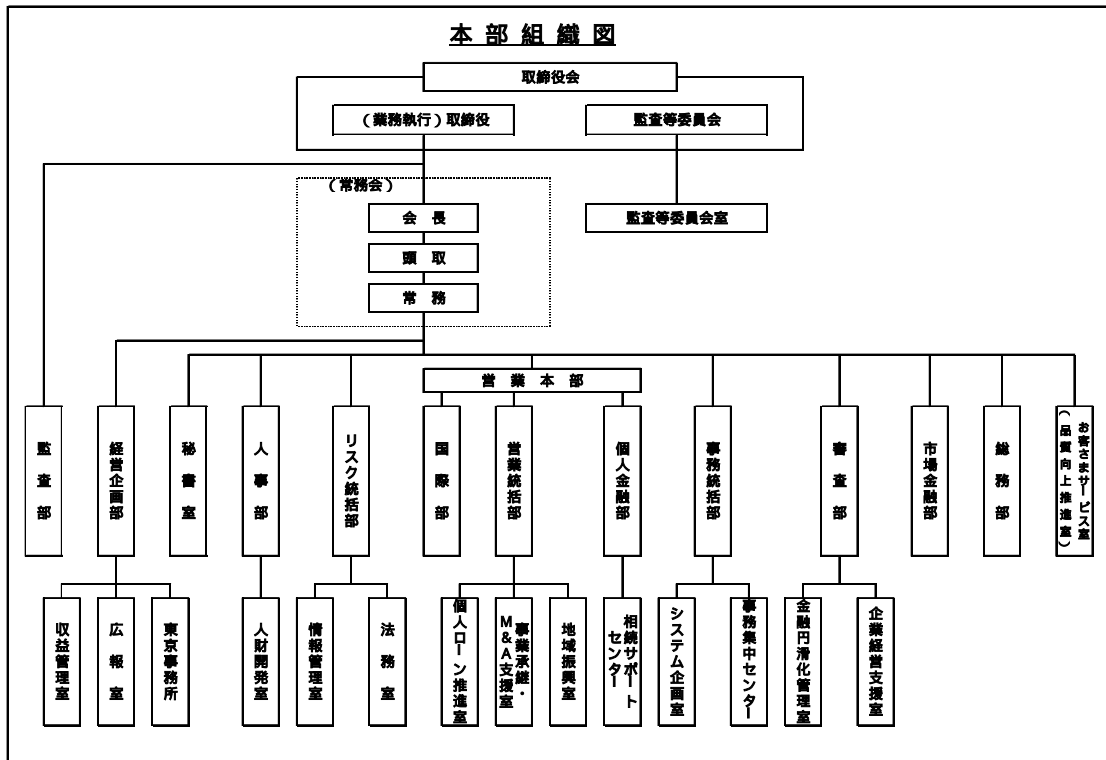 本部組織図
取締役会
(業務執行)取締役
監査等委員会
(常務会)
会長
監査等委員会室
頭取
常務
営業本部
監査部
経営企画部
秘書室
人事部
リスク統括部
国際部
営業統括部
個人金融部
事務統括部
審査部
市場金融部
総務部
お客さまサービス室
(品質向上推進室)
収益管理室
広報室
東京事務所
人財開発室
情報管理室
法務室
個人ローン推進室
事業承継・
M&A支援室
地域振興室
相続サポート
センター
システム企画室
事務集中センター
金融円滑化管理室
企業経営支援室